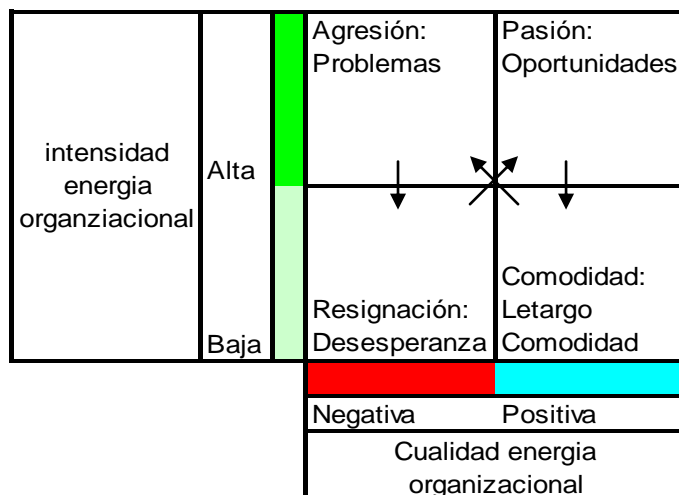 Agresión:
Problemas
Pasión:
Oportunidades
intensidad
energia
organziacional
Alta
Baja
Resignación:
Desesperanza
Comodidad:
Letargo
Comodidad
Negativa
Positiva
Cualidad energia
organizacional